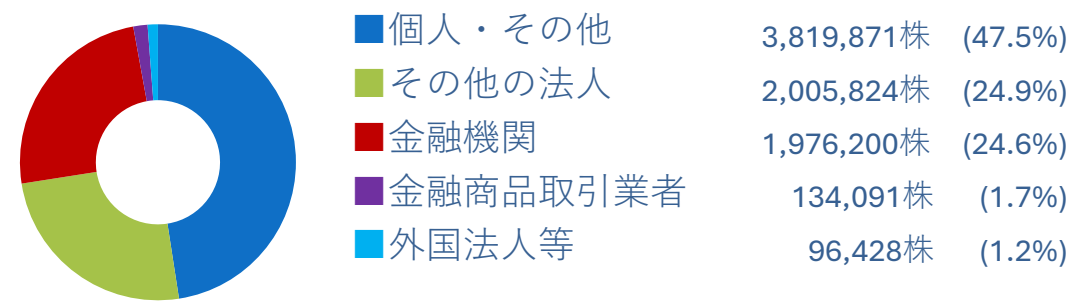 ■個人・その他 3,819,871株 (47.5%)
■その他の法人 2,005,824株 (24.9%)
■金融機関 1,976,200株 (24.6%)
■金融商品取引業者 134,091株 (1.7%)
■外国法人等 96,428株 (1.2%)